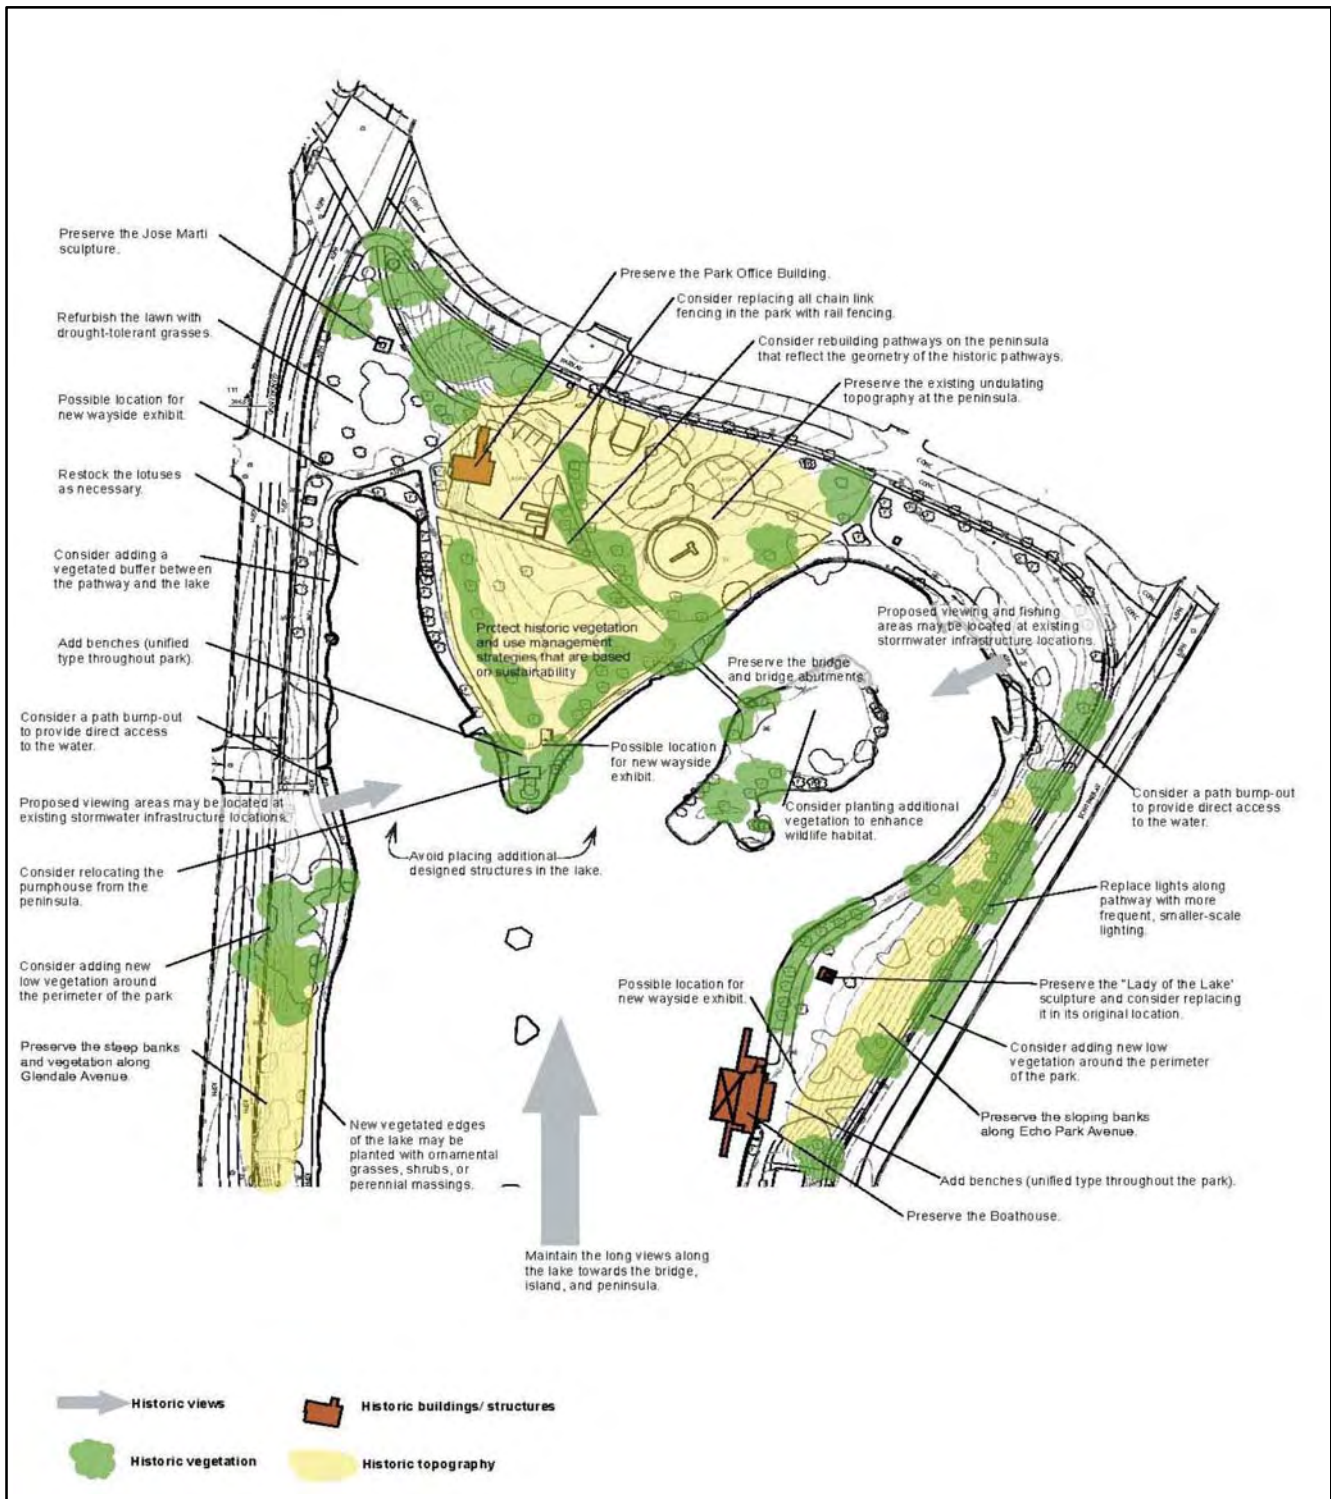 Preserve the Jose Marti
sculpture.
Refurbish the lawn with
drought-tolerant grasses.
Possible location for
new wayside exhibit.
Restock the lotuses
as necessary.
Consider adding a
vegetated buffer between
the pathway and the lake
Add benches (unified
type throughout park).
Consider a path bump-out
to provide direct access
to the water.
Proposed viewing areas may be located at
existing stormwater infrastructure locations.
Consider relocating the
pumphouse from the
peninsula.
Consider adding new
low vegetation around
the perimeter of the park
Preserve the steep banks
and vegetation along
Glendale Avenue.
Preserve the Park Office Building.
Consider replacing all chain link
fencing in the park with rail fencing.
Consider rebuilding pathways on the peninsula
that reflect the geometry of the historic pathways.
Preserve the existing undulating
topography at the peninsula.
Protect historic vegetation
and use management
strategies that are based
on sustainability
Preserve the bridge
and bridge abutments
Proposed viewing and fishing
areas may be located at existing
stormwater infrastructure locations.
Possible location
for new wayside
exhibit.
Consider planting additional
vegetation to enhance
wildlife habitat.
Avoid placing additional
designed structures in the lake.
Consider a path bump-out
to provide direct access
to the water.
Replace lights along
pathway with more
frequent, smaller-scale
lighting.
Possible location for
new wayside exhibit.
Preserve the "Lady of the Lake'
sculpture and consider replacing
it in its original location.
Consider adding new low
vegetation around the perimeter
of the park.
Preserve the sloping banks
along Echo Park Avenue.
Add benches (unified type throughout the park).
Preserve the Boathouse.
New vegetated edges
of the lake may be
planted with ornamental
grasses, shrubs, or
perennial massings.
Maintain the long views along
the lake towards the bridge,
island, and peninsula.
CONC
CONC
CONC
CONC
Historic views
Historic buildings/ structures
Historic vegetation
Historic topography